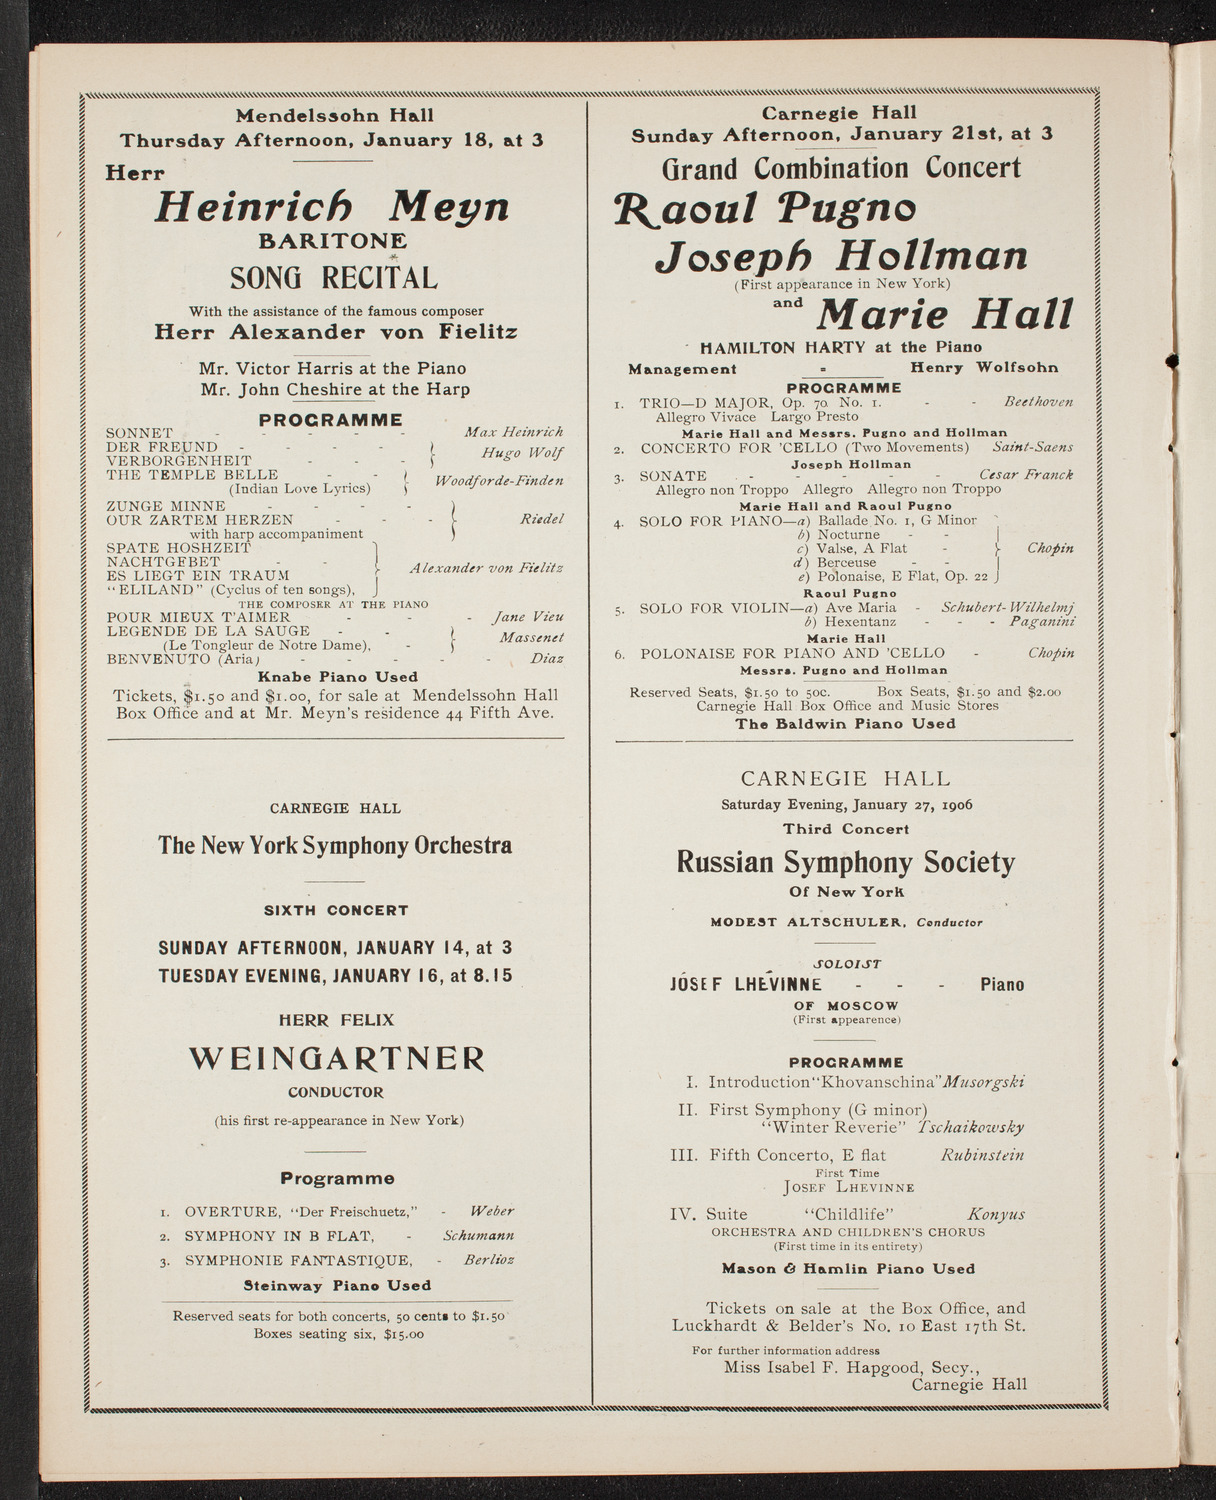 Mendelssohn Hall
Thursday Afternoon, January 18, at 3
Herr
Heinrich Meyn
BARITONE
SONG RECITAL
With the assistance of the famous composer
Herr Alexander von Fielitz
Mr. Victor Harris at the Piano
Mr. John Cheshire at the Harp
PROGRAMME
SONNET - - - - - Max Heinrich
DER FREUND - - - - -
VERBORGENHEIT - - - Hugo Wolf
THE TEMPLE BELLE - - -
(Indian Love Lyrics) Woodforde-Finden
ZUNGE MINNE - - - -
OUR ZARTEM HERZEN - - - Riedel
with harp accompaniment
SPATE HOSHZEIT
NACHTGEBET - -
ES LIEGT EIN TRAUM Alexander von Fielitz
"ELILAND" (Cyclus of ten songs),
THE COMPOSER AT THE PIANO
POUR MIEUX T'AIMER - - - Jane Vieu
LEGENDE DE LA SAUGE - -
(Le Tongleur de Notre Dame), - Massenet
BENVENUTO (Aria) - - - - - Diaz
Knabe Piano Used
Tickets, $1.50 and $1.00, for sale at Mendelssohn Hall
Box Office and at Mr. Meyn's residence 44 Fifth Ave.
CARNEGIE HALL
The New York Symphony Orchestra
SIXTH CONCERT
SUNDAY AFTERNOON, JANUARY 14, at 3
TUESDAY EVENING, JANUARY 16, at 8.15
HERR FELIX
WEINGARTNER
CONDUCTOR
(his first re-appearance in New York)
Programme
1. OVERTURE, "Der Freischuetz," - Weber
2. SYMPHONY IN B FLAT, - Schumann
3. SYMPHONIE FANTASTIQUE, - Berlioz
Steinway Piano Used
Reserved seats for both concerts, 50 cents to $1.50
Boxes seating six, $15.00
Carnegie Hall
Sunday Afternoon, January 21st, at 3
Grand Combination Concert
Raoul Pugno
Joseph Hollman
(First appearance in New York)
and Marie Hall
HAMILTON HARTY at the Piano
Management = Henry Wolfsohn
PROGRAMME
1. TRIO—D MAJOR, Op. 70 No. 1. - - Beethoven
Allegro Vivace Largo Presto
Marie Hall and Messrs. Pugno and Hollman
2. CONCERTO FOR 'CELLO (Two Movements) Saint-Saens
Joseph Hollman
3. SONATE - - - - - Cesar Franck
Allegro non Troppo Allegro Allegro non Troppo
Marie Hall and Raoul Pugno
4. SOLO FOR PIANO—a) Ballade No. 1, G Minor
b) Nocturne - -
c) Valse, A Flat - Chopin
d) Berceuse - -
e) Polonaise, E Flat, Op. 22
Raoul Pugno
5. SOLO FOR VIOLIN—a) Ave Maria - Schubert-Wilhelmj
b) Hexentanz - - - Paganini
Marie Hall
6. POLONAISE FOR PIANO AND 'CELLO - Chopin
Messrs. Pugno and Hollman
Reserved Seats, $1.50 to 50c. Box Seats, $1.50 and $2.00
Carnegie Hall Box Office and Music Stores
The Baldwin Piano Used
CARNEGIE HALL
Saturday Evening, January 27, 1906
Third Concert
Russian Symphony Society
Of New York
MODEST ALTSCHULER, Conductor
SOLOIST
JOSEF LHÉVINNE - - - Piano
OF MOSCOW
(First appearence)
PROGRAMME
I. Introduction "Khovanschina" Musorgski
II. First Symphony (G minor)
"Winter Reverie" Tschaikowsky
III. Fifth Concerto, E flat Rubinstein
First Time
JOSEF LHEVINNE
IV. Suite "Childlife" Konyus
ORCHESTRA AND CHILDREN'S CHORUS
(First time in its entirety)
Mason & Hamlin Piano Used
Tickets on sale at the Box Office, and
Luckhardt & Belder's No. 10 East 17th St.
For further information address
Miss Isabel F. Hapgood, Secy.,
Carnegie Hall